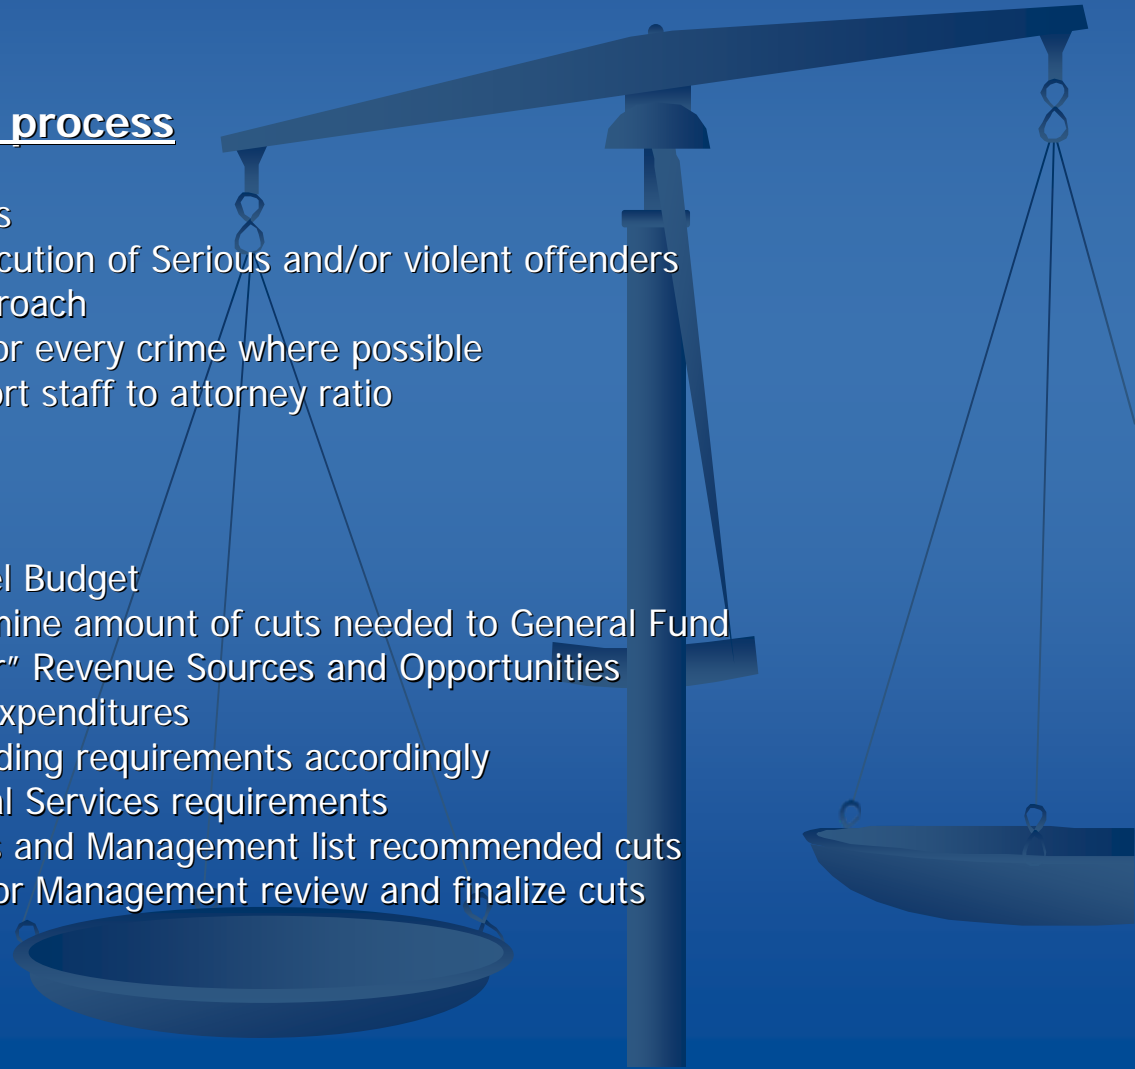 process
s
cution of Serious and/or violent offenders
roach
or every crime where possible
ort staff to attorney ratio
el Budget
mine amount of cuts needed to General Fund
r" Revenue Sources and Opportunities
xpenditures
ding requirements accordingly
al Services requirements
s and Management list recommended cuts
or Management review and finalize cuts